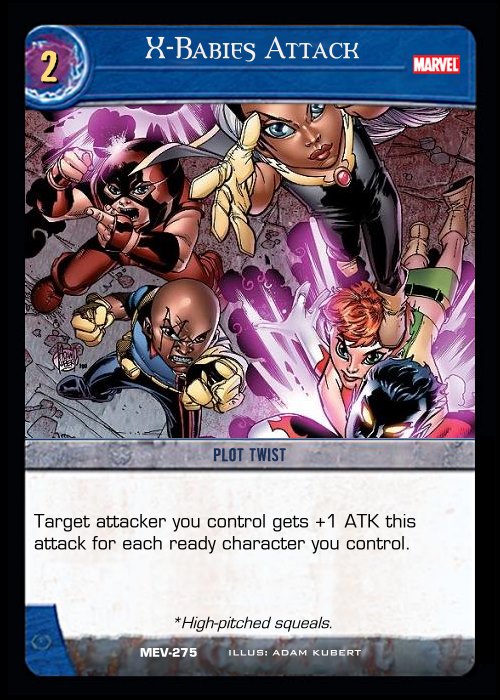 2
X-Babies Attack
MARVEL
PLOT TWIST
Target attacker you control gets +1 ATK this
attack for each ready character you control.
*High-pitched squeals.
MEV-275 ILLUS: ADAM KUBERT